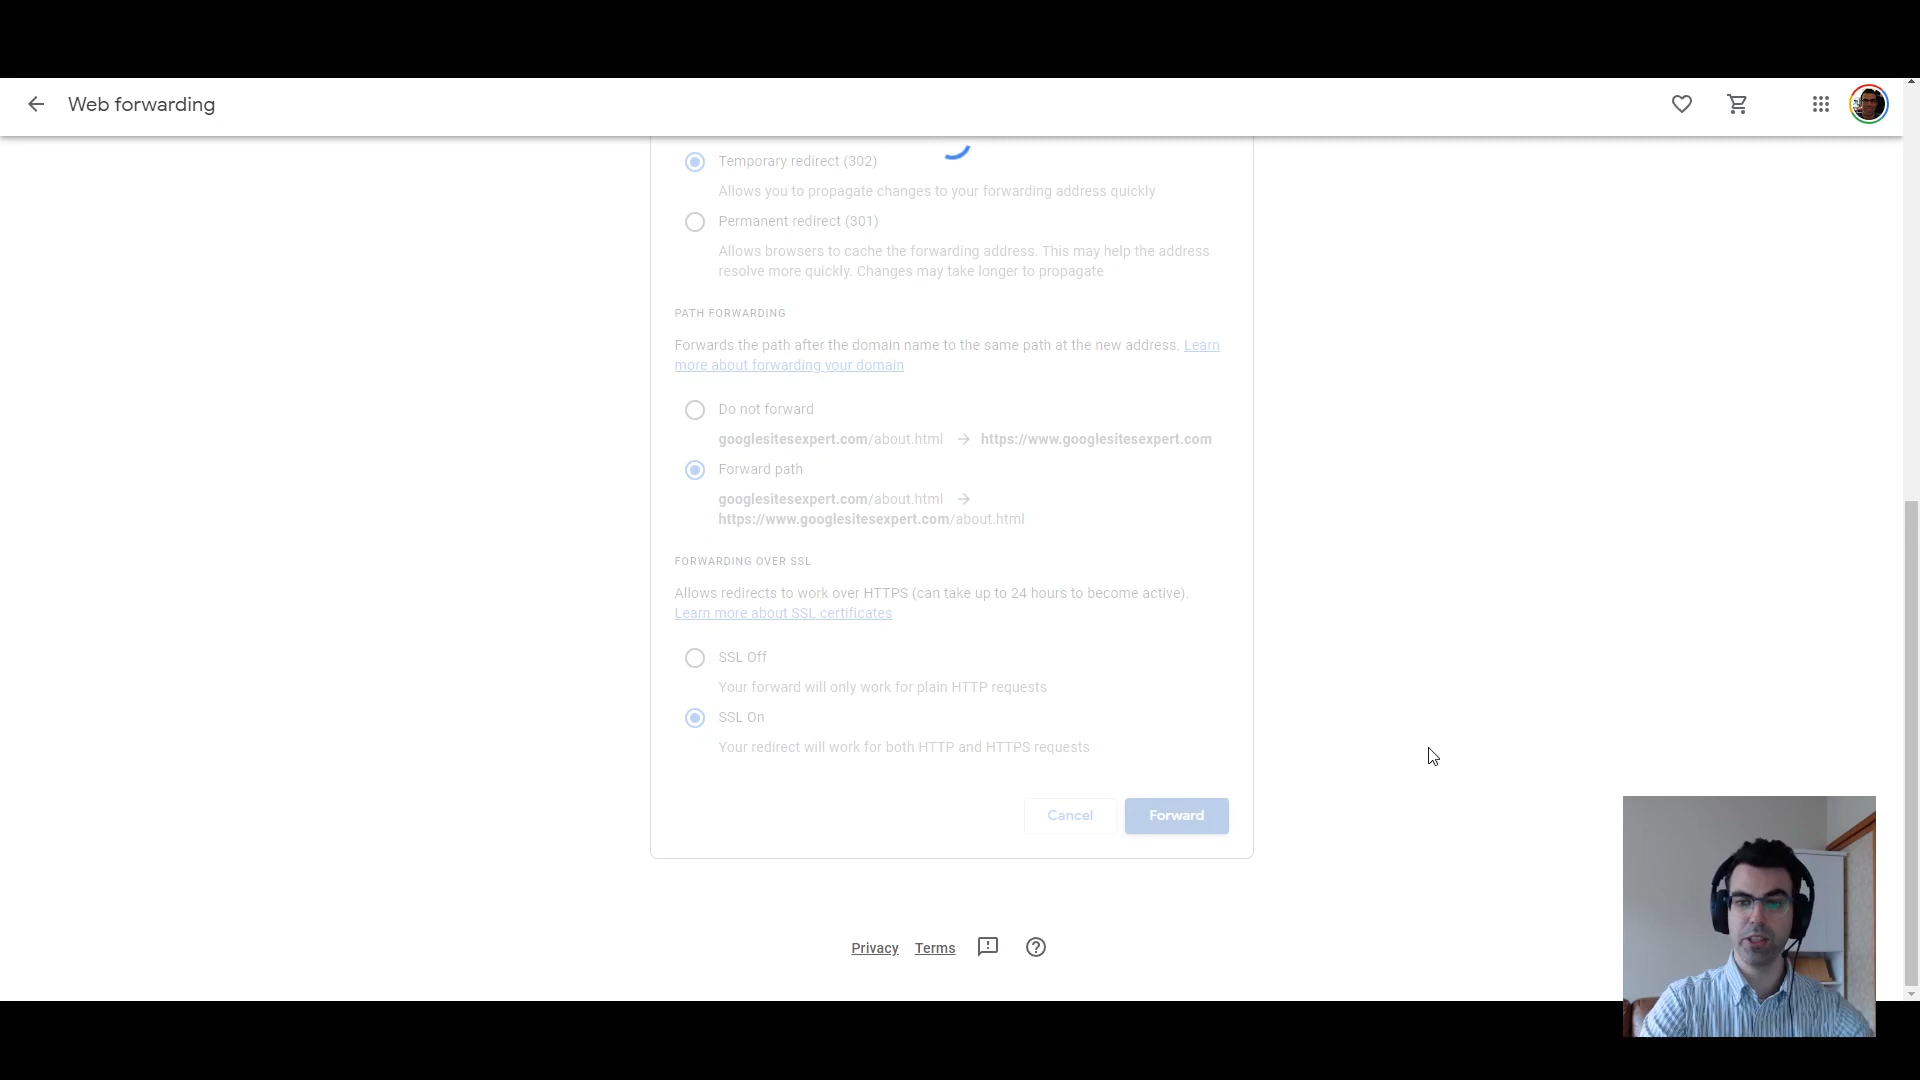 Web forwarding
Temporary redirect (302)
Allows you to propagate changes to your forwarding address quickly
Permanent redirect (301)
Allows browsers to cache the forwarding address. This may help the address
resolve more quickly. Changes may take longer to propagate
PATH FORWARDING
Forwards the path after the domain name to the same path at the new address. Learn
more about forwarding your domain
Do not forward
googlesitesexpert.com/about.html → https://www.googlesitesexpert.com
Forward path
googlesitesexpert.com/about.html →
https://www.googlesitesexpert.com/about.html
FORWARDING OVER SSL
Allows redirects to work over HTTPS (can take up to 24 hours to become active).
Learn more about SSL certificates
SSL Off
Your forward will only work for plain HTTP requests
SSL On
Your redirect will work for both HTTP and HTTPS requests
Cancel Forward
Privacy Terms